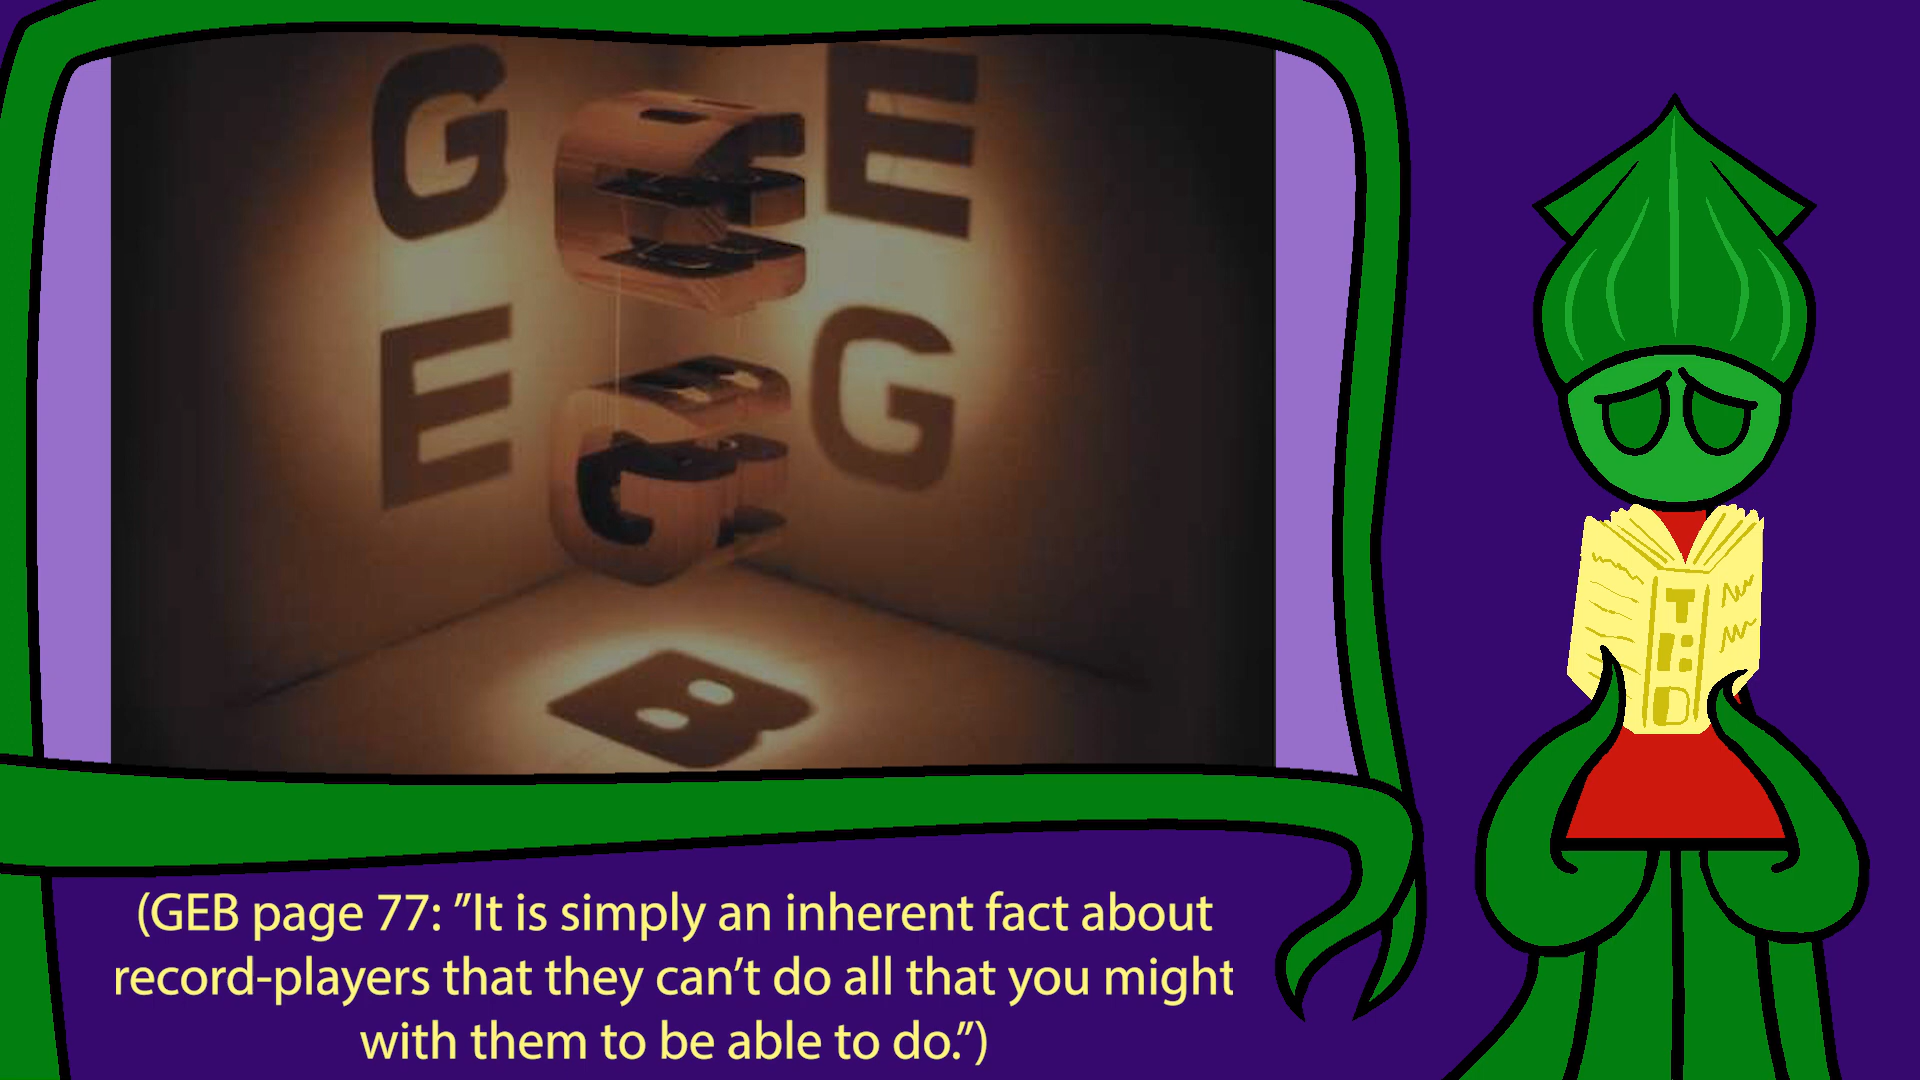 G E
E G
B
T
I:
D
(GEB page 77: ”It is simply an inherent fact about
record-players that they can’t do all that you might
with them to be able to do.”)